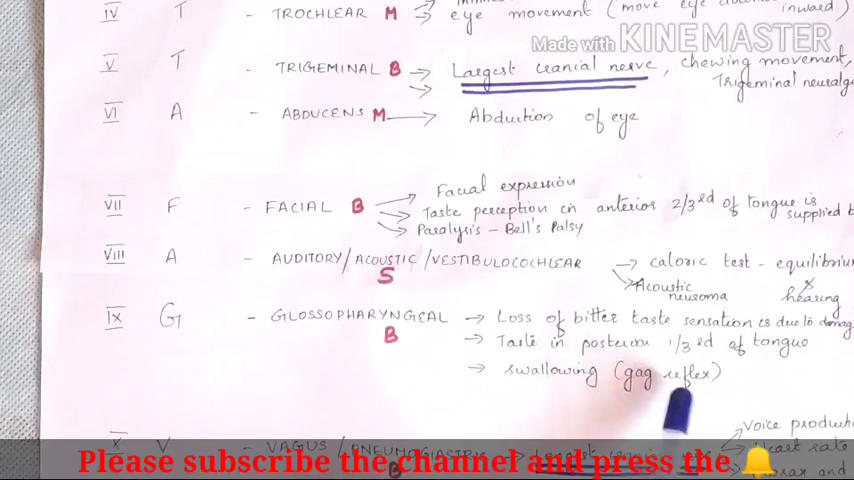 IV T - TROCHLEAR M → eye movement (move eye inward)
Made with KINEMASTER
V T - TRIGEMINAL B → Largest cranial nerve, chewing movement,
→ Trigeminal neuralg
VI A - ABDUCENS M → Abduction of eye
VII F - FACIAL B → Facial expression
→ Taste perception in anterior 2/3rd of tongue is supplied b
→ Paralysis - Bell's Palsy
VIII A - AUDITORY/ACOUSTIC/VESTIBULOCOCHLEAR → caloric test - equilibrium
S → Acoustic neuroma & hearing
IX G - GLOSSOPHARYNGEAL → Loss of bitter taste sensation is due to damag
B → Taste in posterior 1/3rd of tongue
→ swallowing (gag reflex)
X V - VAGUS/PNEUMOGASTRIC → Voice produ
B Heart rate
and
Please subscribe the channel and press the 🔔